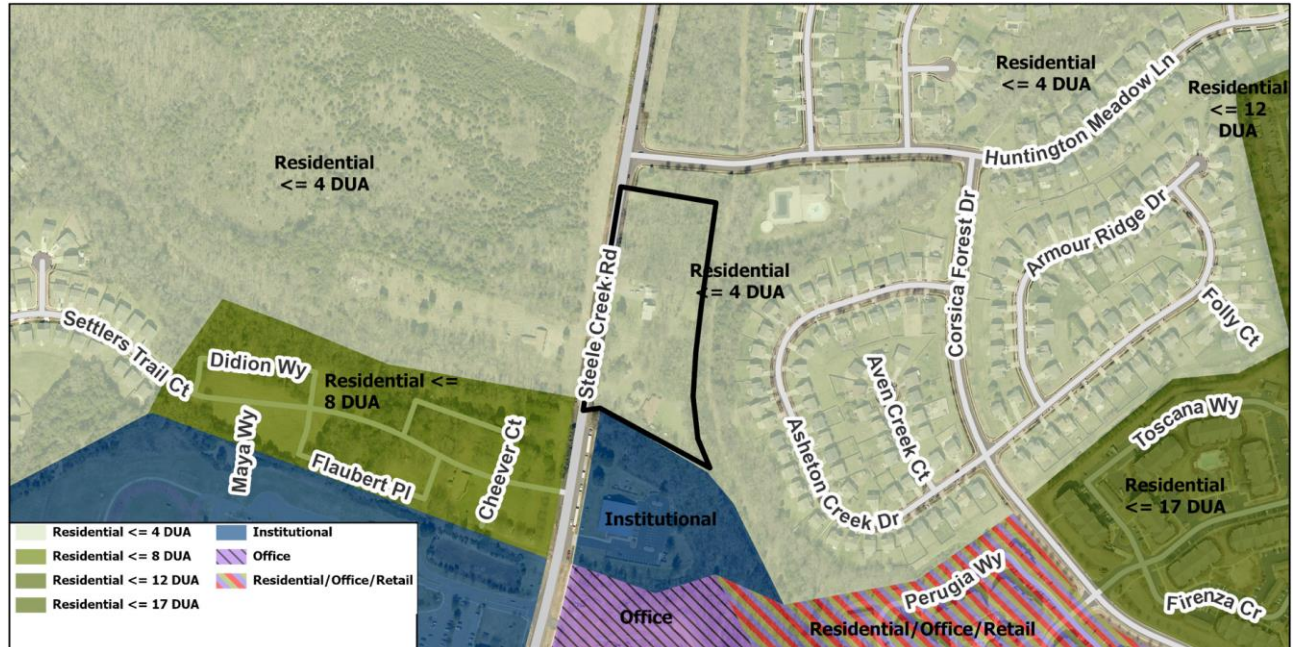 Residential
<= 4 DUA
Residential
<= 12
DUA
Huntington Meadow Ln
Residential
<= 4 DUA
Armour Ridge Dr
Corsica Forest Dr
Steele Creek Rd
Residential
<= 4 DUA
Folly Ct
Settlers Trail Ct
Didion Wy
Residential <=
8 DUA
Aven Creek Ct
Toscana Wy
Maya Wy
Flaubert Pl
Cheever Ct
Asheton Creek Dr
Residential
<= 17 DUA
Institutional
Perugia Wy
Firenza Cr
Office
Residential/Office/Retail
Residential <= 4 DUA
Residential <= 8 DUA
Residential <= 12 DUA
Residential <= 17 DUA
Institutional
Office
Residential/Office/Retail